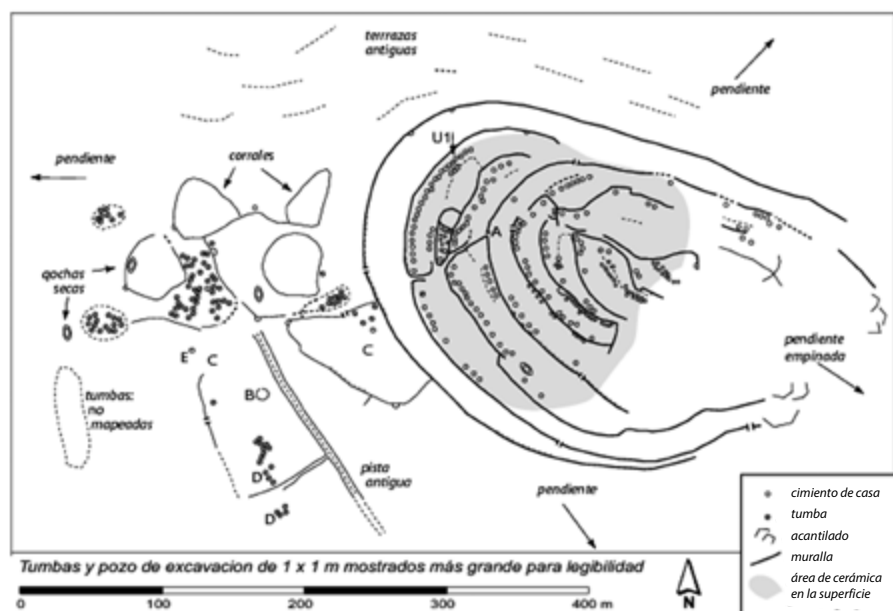 terrrazas
antiguas
pendiente
U1
pendiente
corrales
A
qochas
secas
E
C
C
pendiente
empinada
tumbas:
no
mapeadas
B
D
D
pista
antigua
pendiente
cimiento de casa
tumba
acantilado
muralla
área de cerámica
en la superficie
Tumbas y pozo de excavacion de 1 x 1 m mostrados más grande para legibilidad
N
0 100 200 300 400 m